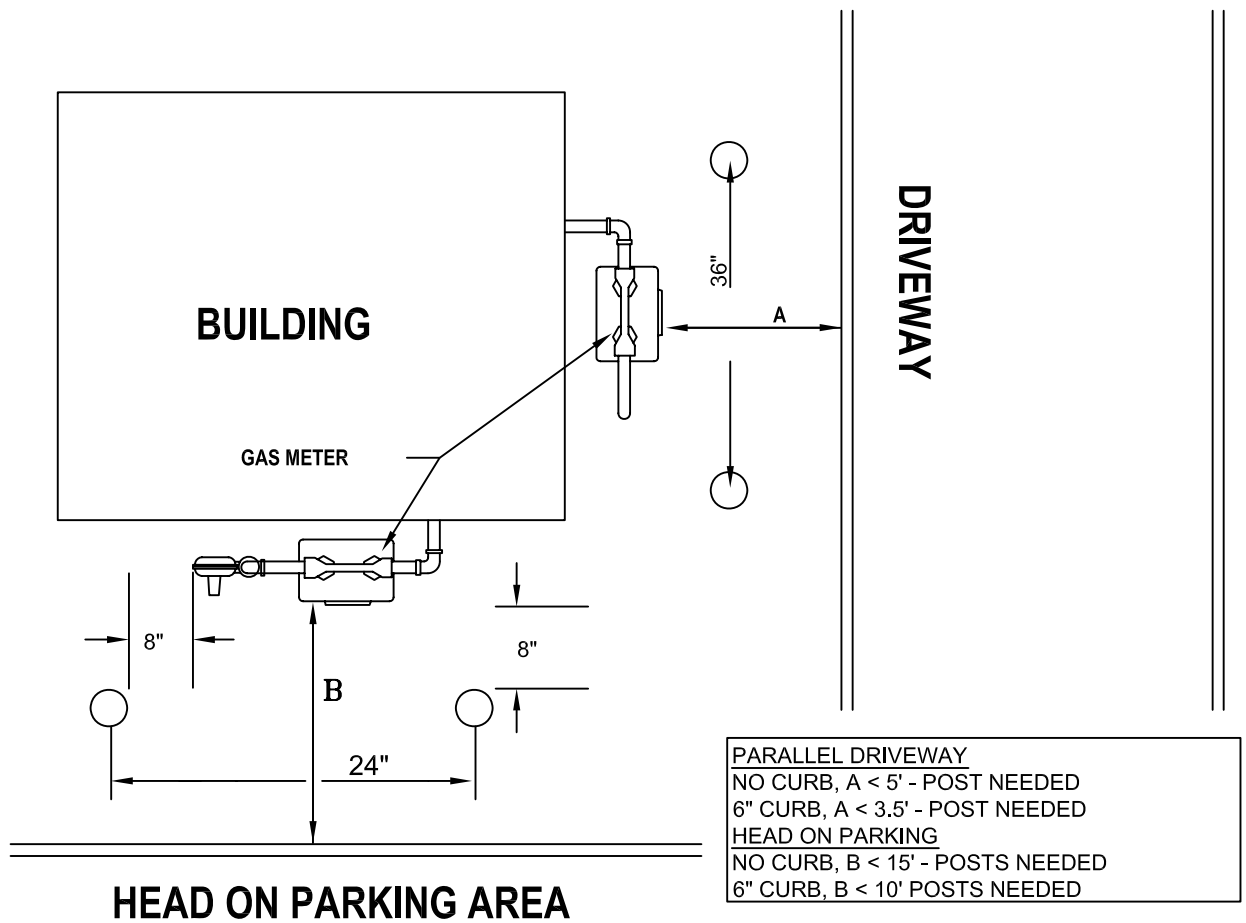 DRIVEWAY
36"
A
BUILDING
GAS METER
8"
8"
B
24"
PARALLEL DRIVEWAY
NO CURB, A < 5' - POST NEEDED
6" CURB, A < 3.5' - POST NEEDED
HEAD ON PARKING
NO CURB, B < 15' - POSTS NEEDED
6" CURB, B < 10' POSTS NEEDED
HEAD ON PARKING AREA